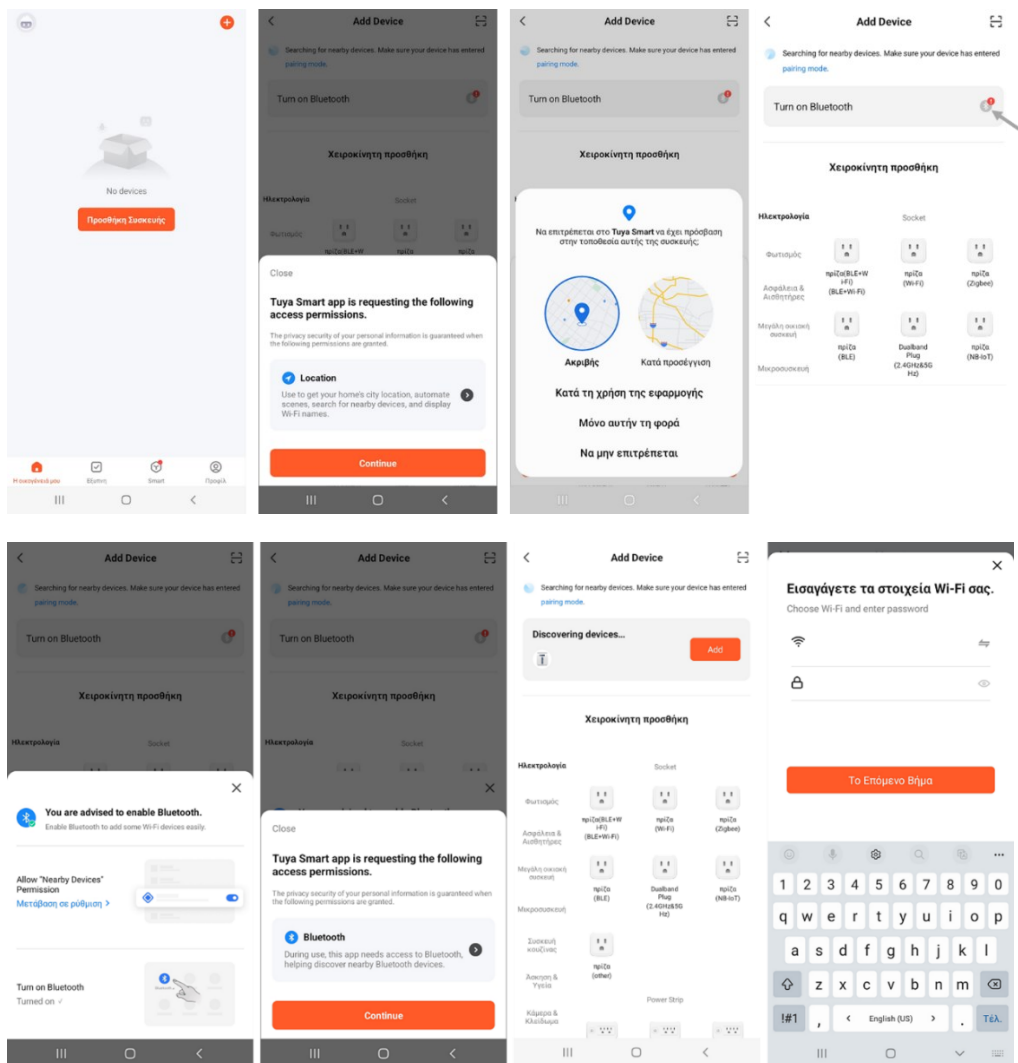 No devices
Προσθήκη Συσκευής
Η οικογένειά μου
Εξυπνη
Smart
Προφίλ
Add Device
Searching for nearby devices. Make sure your device has entered
pairing mode.
Turn on Bluetooth
Χειροκίνητη προσθήκη
Ηλεκτρολογία
Socket
Φωτισμός
πρίζα(BLE+W
πρίζα
πρίζα
Close
Tuya Smart app is requesting the following
access permissions.
The privacy security of your personal information is guaranteed when
the following permissions are granted.
Location
Use to get your home's city location, automate
scenes, search for nearby devices, and display
Wi-Fi names.
Continue
Add Device
Searching for nearby devices. Make sure your device has entered
pairing mode.
Turn on Bluetooth
Χειροκίνητη προσθήκη
Να επιτρέπεται στο Tuya Smart να έχει πρόσβαση
στην τοποθεσία αυτής της συσκευής;
Ακριβής
Κατά προσέγγιση
Κατά τη χρήση της εφαρμογής
Μόνο αυτήν τη φορά
Να μην επιτρέπεται
Add Device
Searching for nearby devices. Make sure your device has entered
pairing mode.
Turn on Bluetooth
Χειροκίνητη προσθήκη
Ηλεκτρολογία
Socket
Φωτισμός
πρίζα(BLE+W
i-Fi)
(BLE+Wi-Fi)
πρίζα
(Wi-Fi)
πρίζα
(Zigbee)
Ασφάλεια &
Αισθητήρες
Μεγάλη οικιακή
συσκευή
πρίζα
(BLE)
Dualband
Plug
(2.4GHz&5G
Hz)
πρίζα
(NB-IoT)
Μικροσυσκευή
Add Device
Searching for nearby devices. Make sure your device has entered
pairing mode.
Turn on Bluetooth
Χειροκίνητη προσθήκη
Ηλεκτρολογία
Socket
You are advised to enable Bluetooth.
Enable Bluetooth to add some Wi-Fi devices easily.
Allow "Nearby Devices"
Permission
Μετάβαση σε ρύθμιση >
Turn on Bluetooth
Turned on ✓
Add Device
Searching for nearby devices. Make sure your device has entered
pairing mode.
Turn on Bluetooth
Χειροκίνητη προσθήκη
Ηλεκτρολογία
Socket
Close
Tuya Smart app is requesting the following
access permissions.
The privacy security of your personal information is guaranteed when
the following permissions are granted.
Bluetooth
During use, this app needs access to Bluetooth,
helping discover nearby Bluetooth devices.
Continue
Add Device
Searching for nearby devices. Make sure your device has entered
pairing mode.
Discovering devices...
Add
Χειροκίνητη προσθήκη
Ηλεκτρολογία
Socket
Φωτισμός
πρίζα(BLE+W
i-Fi)
(BLE+Wi-Fi)
πρίζα
(Wi-Fi)
πρίζα
(Zigbee)
Ασφάλεια &
Αισθητήρες
Μεγάλη οικιακή
συσκευή
πρίζα
(BLE)
Dualband
Plug
(2.4GHz&5G
Hz)
πρίζα
(NB-IoT)
Μικροσυσκευή
Συσκευή
κουζίνας
πρίζα
(other)
Άσκηση &
Υγεία
Power Strip
Κάμερα &
Κλείδωμα
Εισαγάγετε τα στοιχεία Wi-Fi σας.
Choose Wi-Fi and enter password
Το Επόμενο Βήμα
1 2 3 4 5 6 7 8 9 0
q w e r t y u i o p
a s d f g h j k l
z x c v b n m
!#1 , < English (US) > . Τέλ.